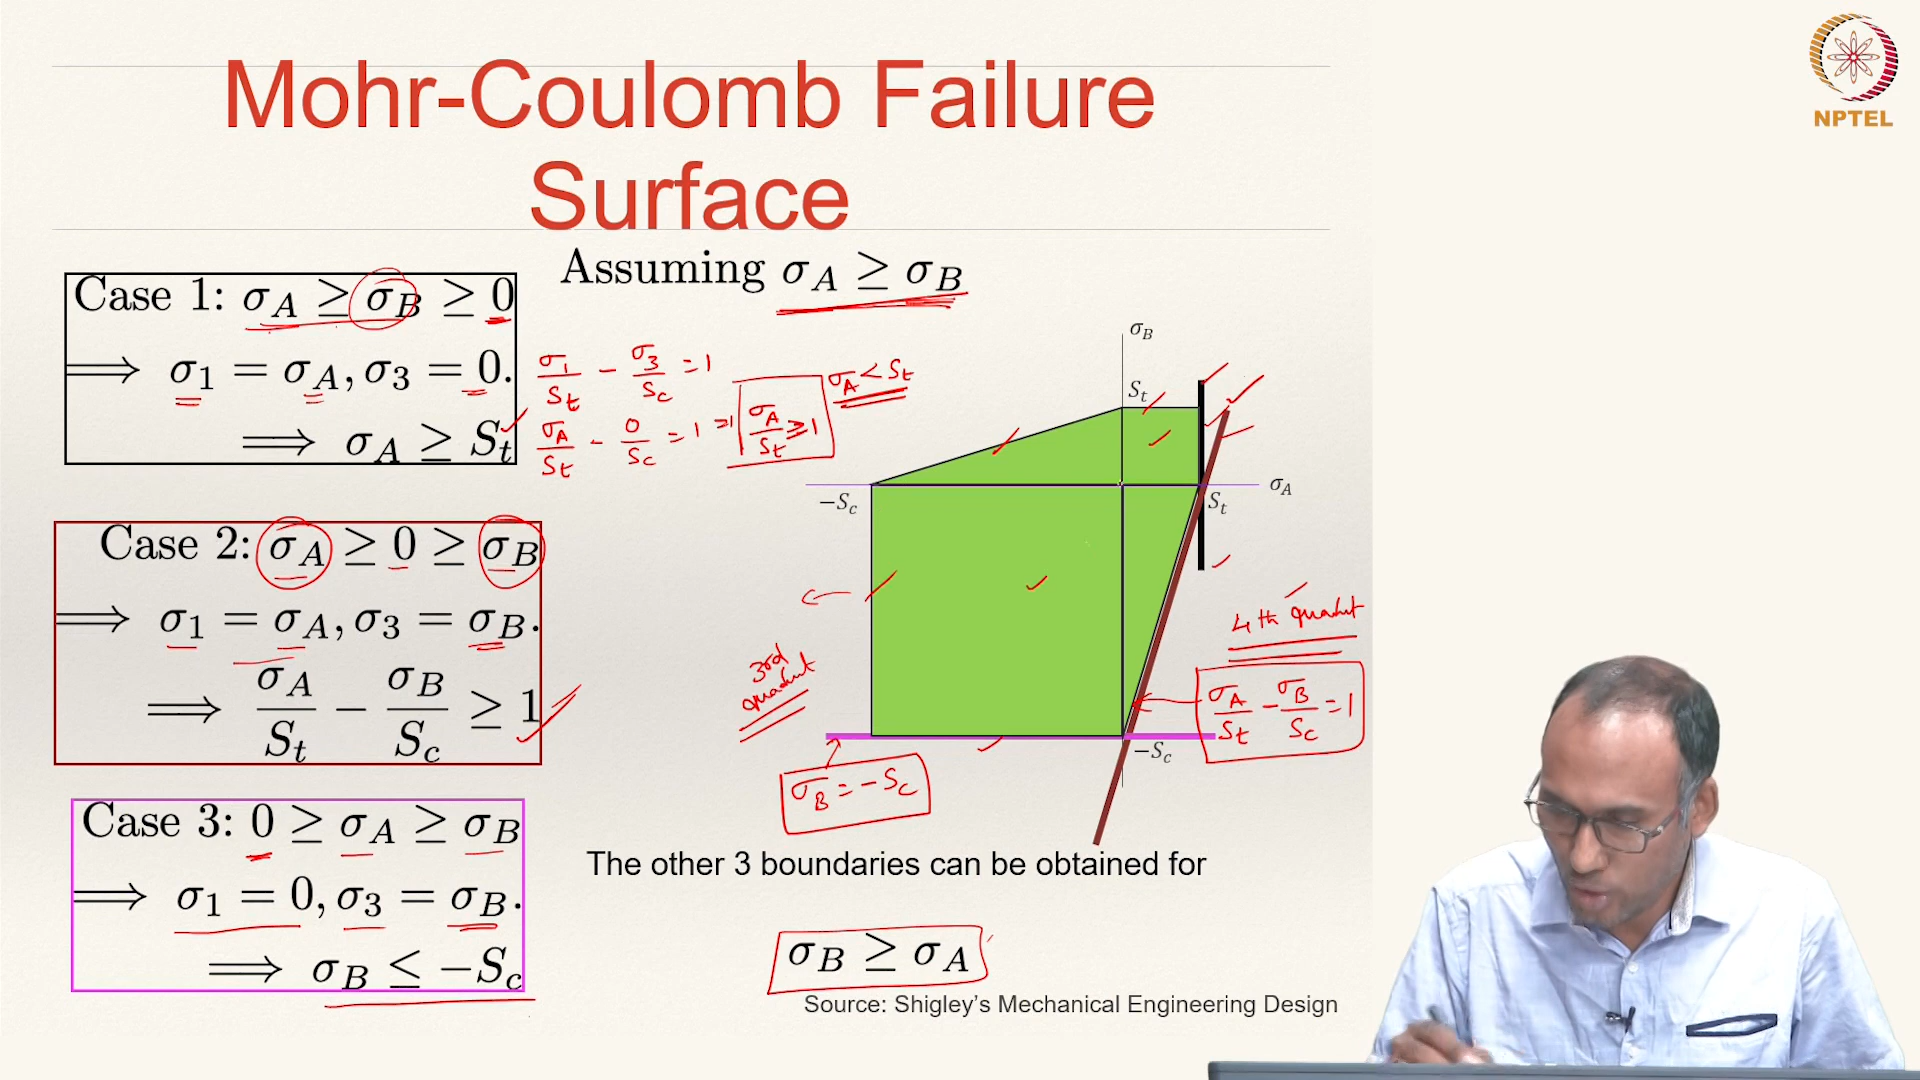 Mohr-Coulomb Failure
Surface
NPTEL
Assuming σ_A ≥ σ_B
Case 1: σ_A ≥ σ_B ≥ 0
⟹ σ_1 = σ_A, σ_3 = 0.
⟹ σ_A ≥ S_t
σ_1/S_t - σ_3/S_c = 1
σ_A/S_t - 0/S_c = 1 ⇒ σ_A/S_t ≥ 1
σ_A < S_t
Case 2: σ_A ≥ 0 ≥ σ_B
⟹ σ_1 = σ_A, σ_3 = σ_B.
⟹ σ_A/S_t − σ_B/S_c ≥ 1
Case 3: 0 ≥ σ_A ≥ σ_B
⟹ σ_1 = 0, σ_3 = σ_B.
⟹ σ_B ≤ −S_c
σ_B
S_t
−S_c
S_t
σ_A
−S_c
4th quadrant
σ_A/S_t - σ_B/S_c = 1
3rd
quadrant
σ_B = - S_c
The other 3 boundaries can be obtained for
σ_B ≥ σ_A
Source: Shigley's Mechanical Engineering Design